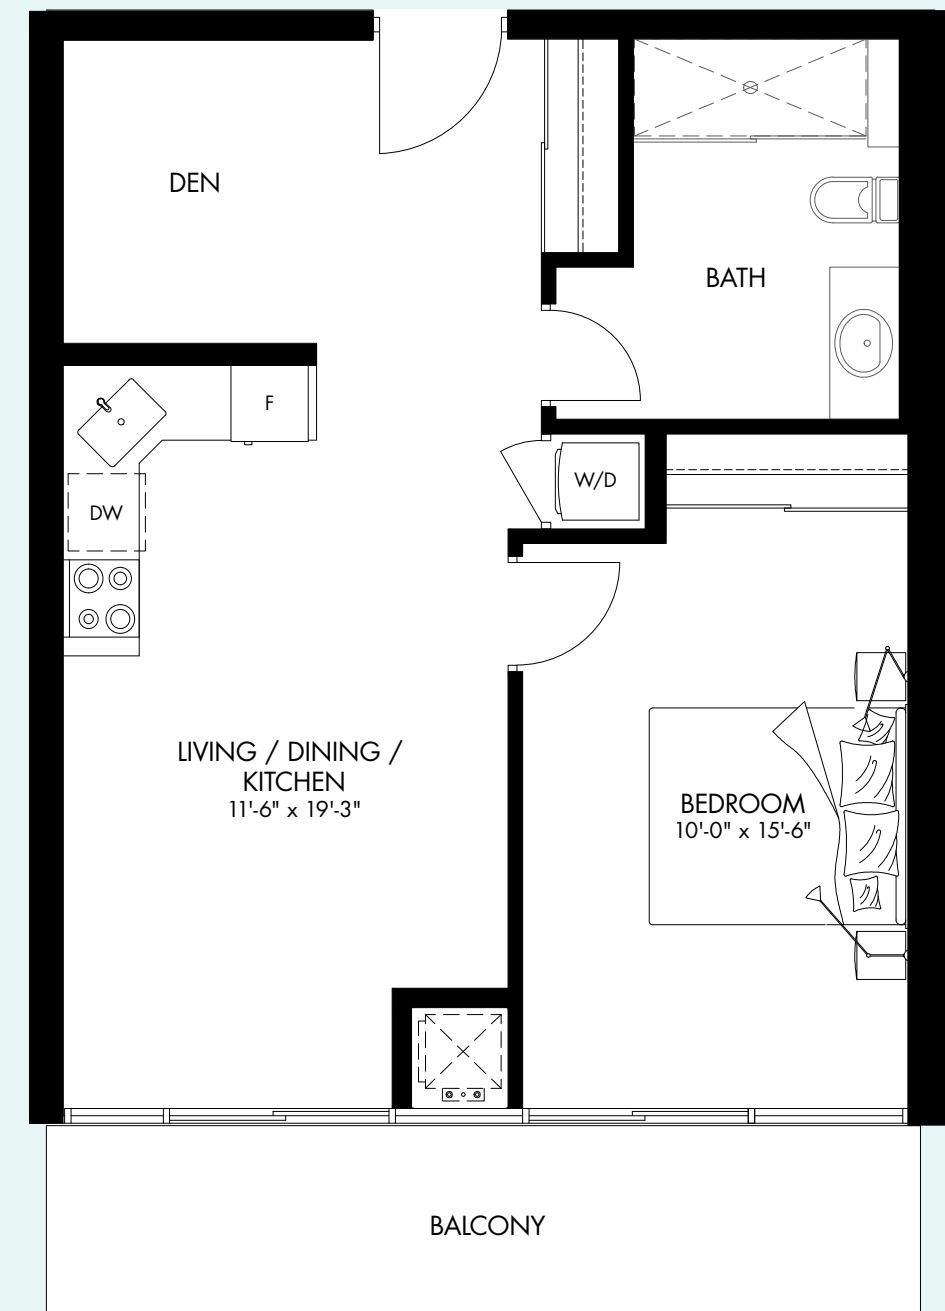 DEN
BATH
F
W/D
DW
LIVING / DINING /
KITCHEN
11'-6" x 19'-3"
BEDROOM
10'-0" x 15'-6"
BALCONY